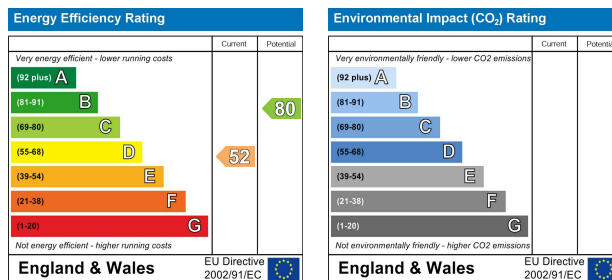 Energy Efficiency Rating
Current Potential
Very energy efficient - lower running costs
(92 plus) A
(81-91) B
(69-80) C
(55-68) D
(39-54) E
(21-38) F
(1-20) G
52
80
Not energy efficient - higher running costs
England & Wales
EU Directive
2002/91/EC
Environmental Impact (CO₂) Rating
Current Potentia
Very environmentally friendly - lower CO2 emissions
(92 plus) A
(81-91) B
(69-80) C
(55-68) D
(39-54) E
(21-38) F
(1-20) G
Not environmentally friendly - higher CO2 emissions
England & Wales
EU Directive
2002/91/EC